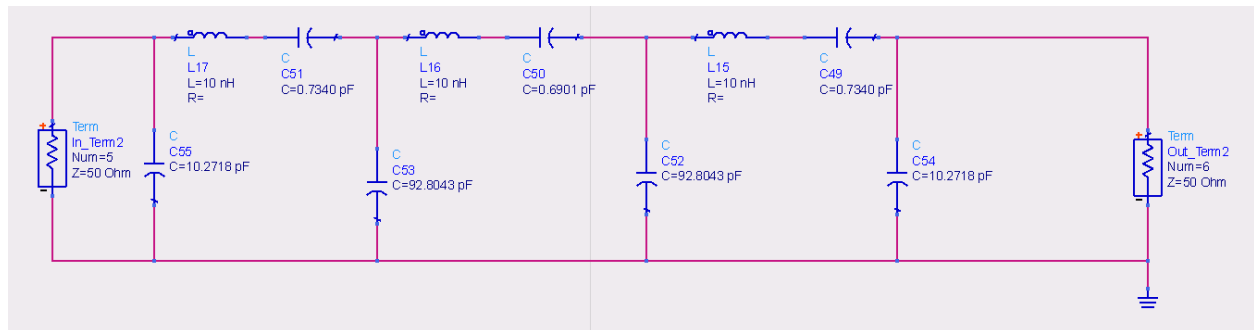 L
L17
L=10 nH
R=
C
C51
C=0.7340 pF
L
L16
L=10 nH
R=
C
C50
C=0.6901 pF
L
L15
L=10 nH
R=
C
C49
C=0.7340 pF
+
Term
In_Term2
Num=5
Z=50 Ohm
-
C
C55
C=10.2718 pF
C
C53
C=92.8043 pF
C
C52
C=92.8043 pF
C
C54
C=10.2718 pF
+
Term
Out_Term2
Num=6
Z=50 Ohm
-